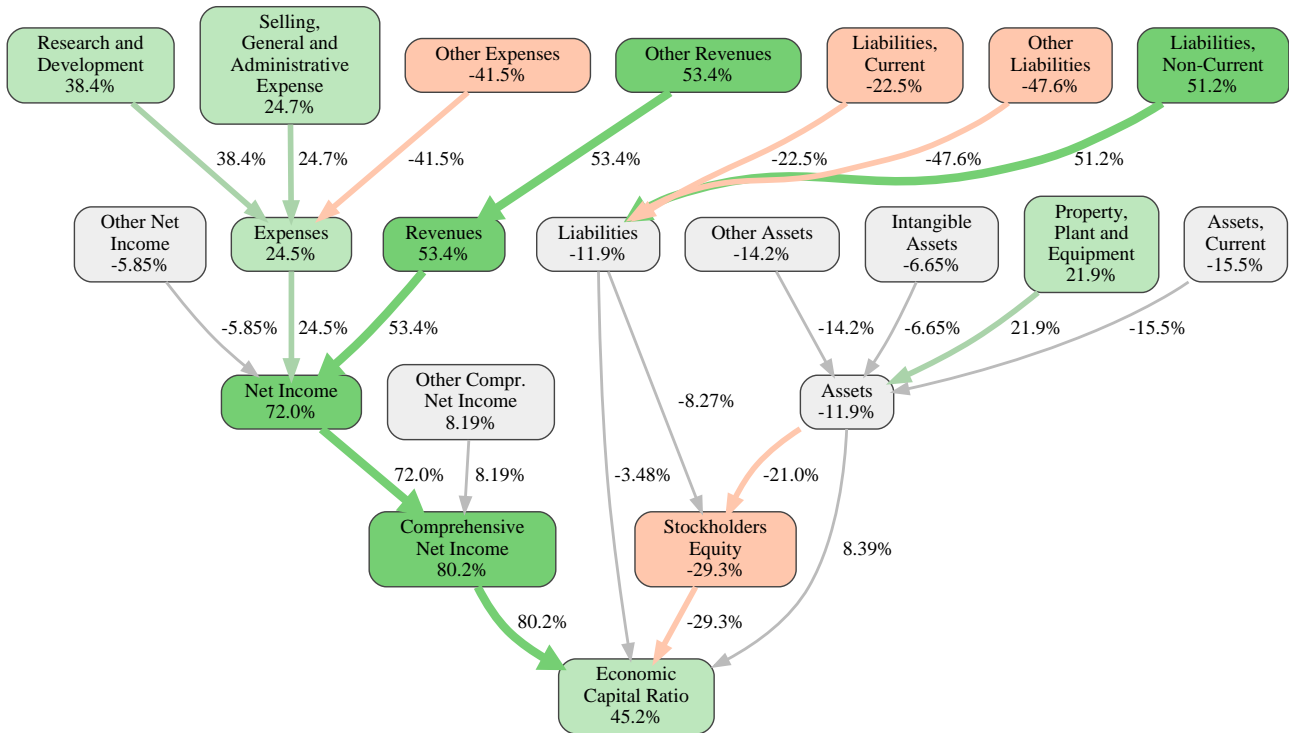 Research and
Development
38.4%
Selling,
General and
Administrative
Expense
24.7%
Other Expenses
-41.5%
Other Revenues
53.4%
Liabilities,
Current
-22.5%
Other
Liabilities
-47.6%
Liabilities,
Non-Current
51.2%
38.4%
24.7%
-41.5%
53.4%
-22.5%
-47.6%
51.2%
Other Net
Income
-5.85%
Expenses
24.5%
Revenues
53.4%
Liabilities
-11.9%
Other Assets
-14.2%
Intangible
Assets
-6.65%
Property,
Plant and
Equipment
21.9%
Assets,
Current
-15.5%
-5.85%
24.5%
53.4%
-14.2%
-6.65%
21.9%
-15.5%
Net Income
72.0%
Other Compr.
Net Income
8.19%
-8.27%
Assets
-11.9%
72.0%
8.19%
-3.48%
-21.0%
Comprehensive
Net Income
80.2%
Stockholders
Equity
-29.3%
8.39%
80.2%
-29.3%
Economic
Capital Ratio
45.2%